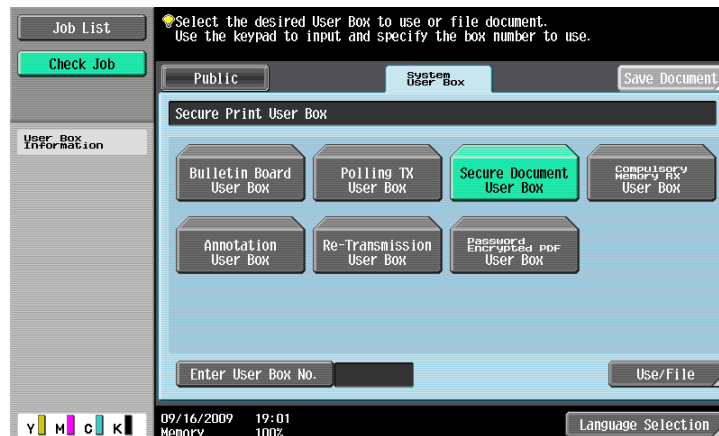 Job List
Select the desired User Box to use or file document.
Use the keypad to input and specify the box number to use.
Check Job
Public
System
User Box
Save Document
Secure Print User Box
User Box
Information
Bulletin Board
User Box
Polling TX
User Box
Secure Document
User Box
Compulsory
Memory RX
User Box
Annotation
User Box
Re-Transmission
User Box
Password
Encrypted PDF
User Box
Enter User Box No.
Use/File
Y M C K
09/16/2009 19:01
Memory 100%
Language Selection